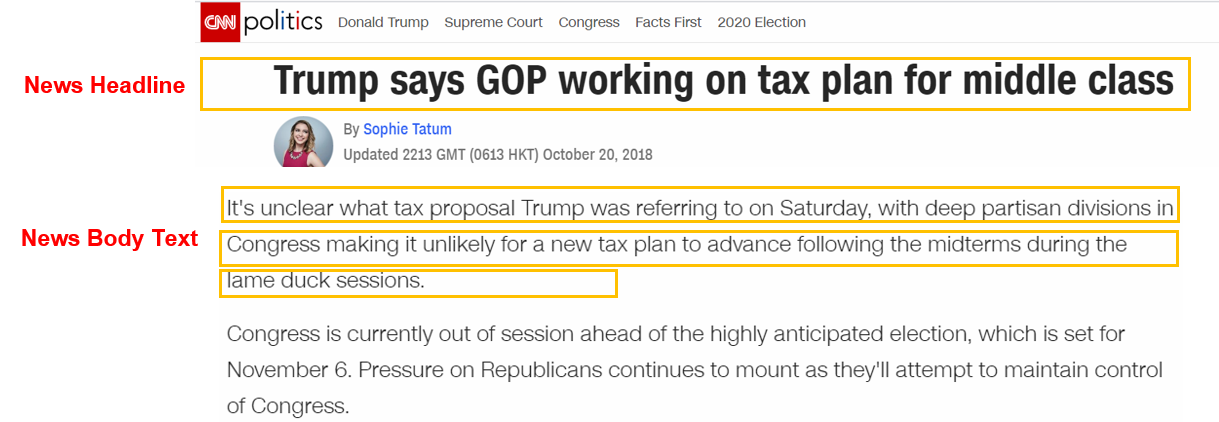 CNN politics Donald Trump Supreme Court Congress Facts First 2020 Election
News Headline
Trump says GOP working on tax plan for middle class
By Sophie Tatum
Updated 2213 GMT (0613 HKT) October 20, 2018
News Body Text
It's unclear what tax proposal Trump was referring to on Saturday, with deep partisan divisions in
Congress making it unlikely for a new tax plan to advance following the midterms during the
lame duck sessions.
Congress is currently out of session ahead of the highly anticipated election, which is set for
November 6. Pressure on Republicans continues to mount as they'll attempt to maintain control
of Congress.